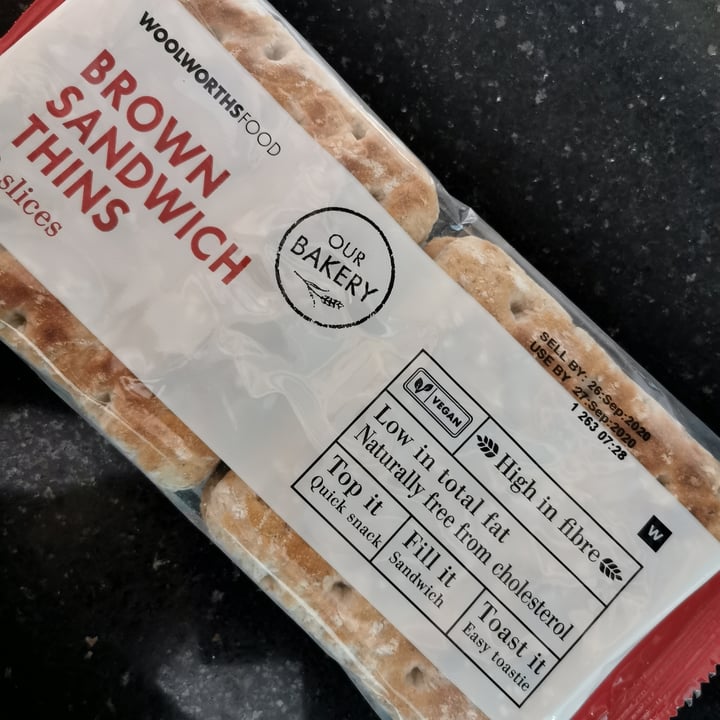 WOOLWORTHSFOOD
BROWN
SANDWICH
THINS
slices
OUR
BAKERY
SELL BY: 26:Sep:2020
USE BY 27:Sep:2020
1 263 07:28
VEGAN
High in fibre
Low in total fat
Naturally free from cholesterol
Top it
Quick snack
Fill it
Sandwich
Toast it
Easy toastie
W